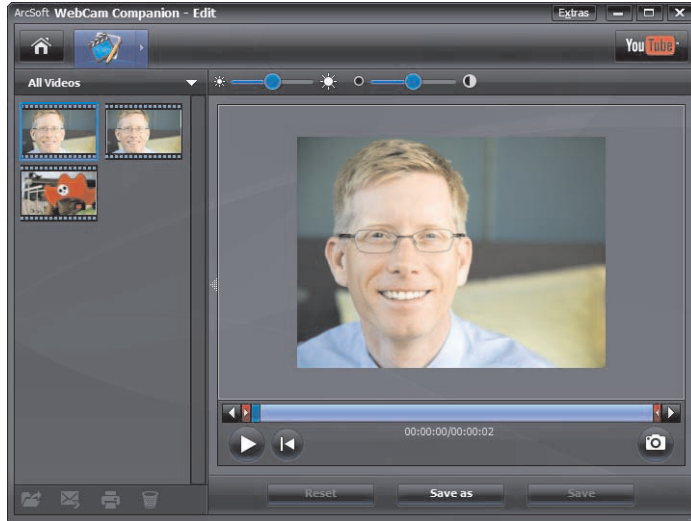 ArcSoft WebCam Companion - Edit
Extras
You Tube
All Videos
00:00:00/00:00:02
Reset
Save as
Save